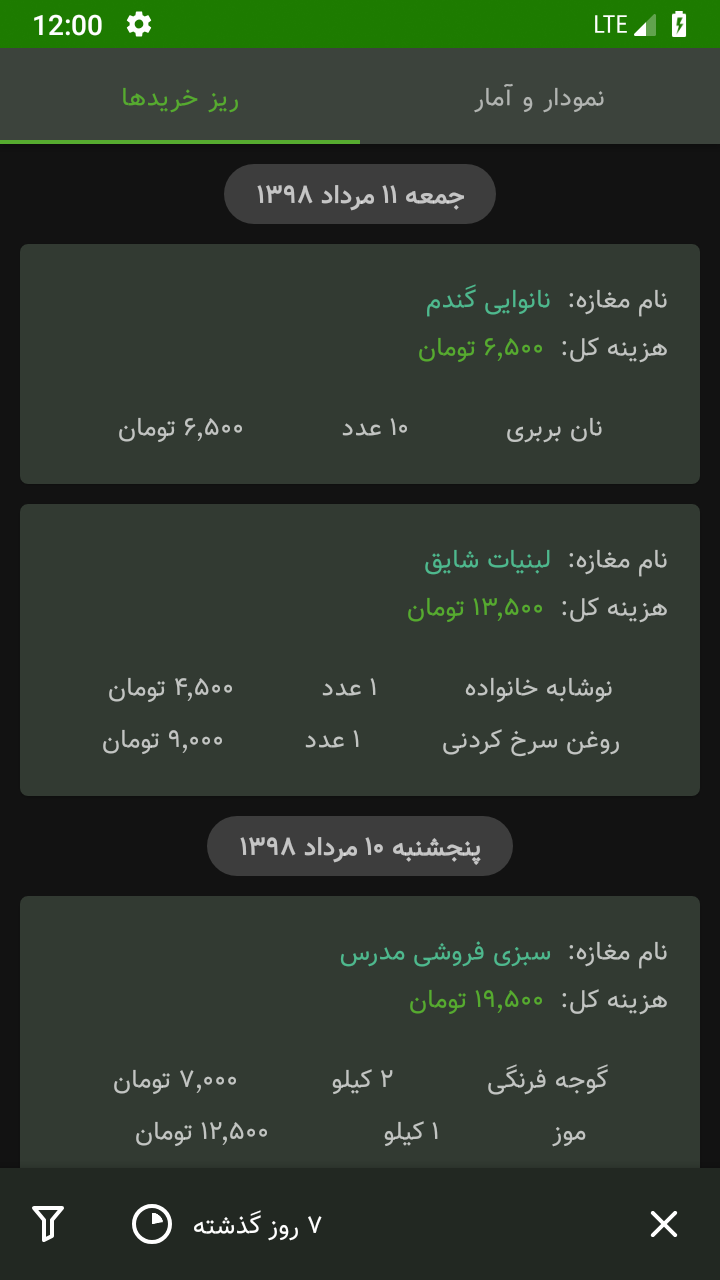 12:00 LTE
نمودار و آمار
ریز خریدها
جمعه ۱۱ مرداد ۱۳۹۸
نام مغازه: نانوایی گندم
هزینه کل: ۶,۵۰۰ تومان
نان بربری ۱۰ عدد ۶,۵۰۰ تومان
نام مغازه: لبنیات شایق
هزینه کل: ۱۳,۵۰۰ تومان
نوشابه خانواده ۱ عدد ۴,۵۰۰ تومان
روغن سرخ کردنی ۱ عدد ۹,۰۰۰ تومان
پنجشنبه ۱۰ مرداد ۱۳۹۸
نام مغازه: سبزی فروشی مدرس
هزینه کل: ۱۹,۵۰۰ تومان
گوجه فرنگی ۲ کیلو ۷,۰۰۰ تومان
موز ۱ کیلو ۱۲,۵۰۰ تومان
۷ روز گذشته